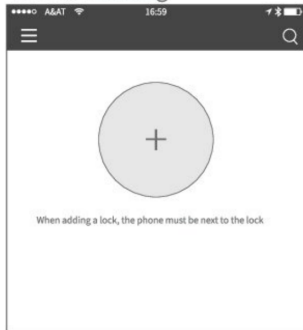 A&AT 16:59
+
When adding a lock, the phone must be next to the lock